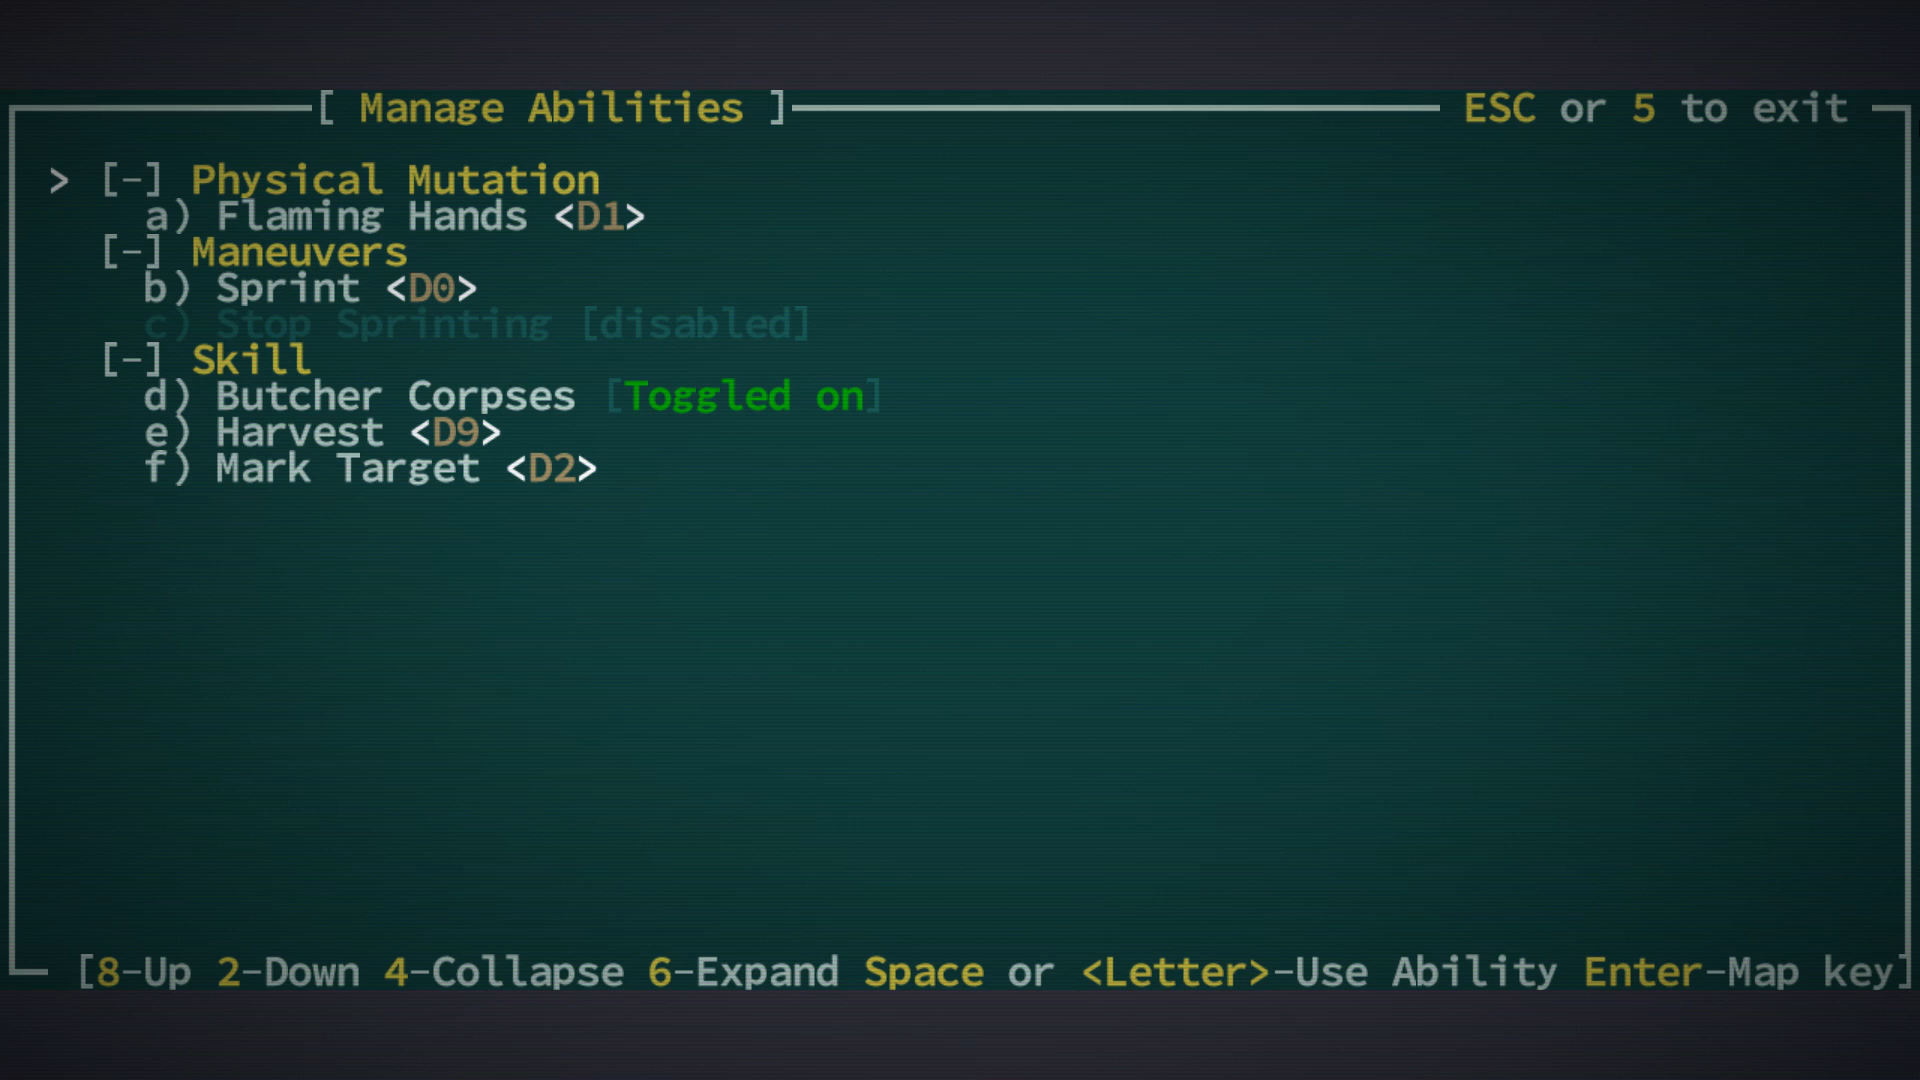 [ Manage Abilities ] ESC or 5 to exit
> [-] Physical Mutation
a) Flaming Hands <D1>
[-] Maneuvers
b) Sprint <D0>
c) Stop Sprinting [disabled]
[-] Skill
d) Butcher Corpses [Toggled on]
e) Harvest <D9>
f) Mark Target <D2>
[8-Up 2-Down 4-Collapse 6-Expand Space or <Letter>-Use Ability Enter-Map key]